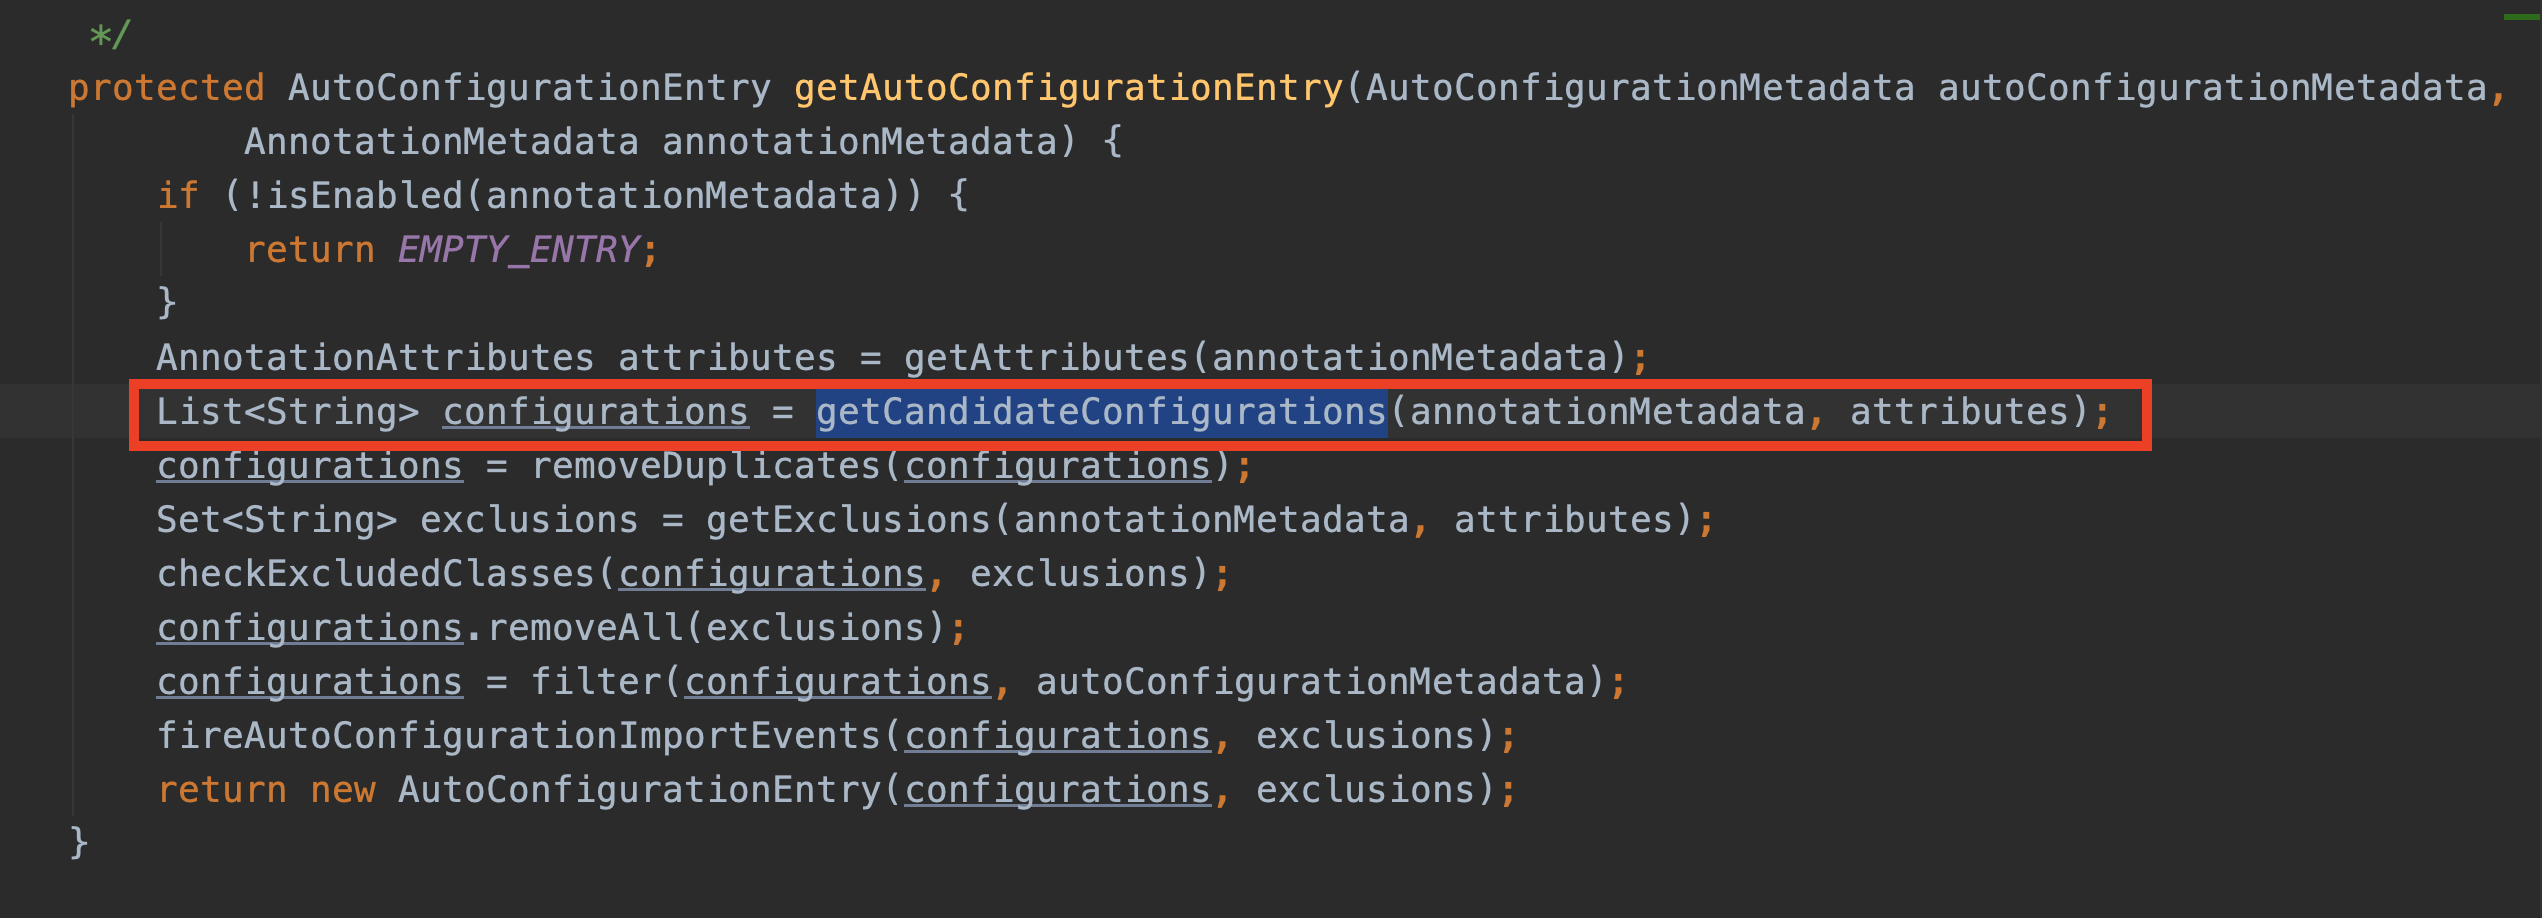 */
protected AutoConfigurationEntry getAutoConfigurationEntry(AutoConfigurationMetadata autoConfigurationMetadata,
AnnotationMetadata annotationMetadata) {
if (!isEnabled(annotationMetadata)) {
return EMPTY_ENTRY;
}
AnnotationAttributes attributes = getAttributes(annotationMetadata);
List<String> configurations = getCandidateConfigurations(annotationMetadata, attributes);
configurations = removeDuplicates(configurations);
Set<String> exclusions = getExclusions(annotationMetadata, attributes);
checkExcludedClasses(configurations, exclusions);
configurations.removeAll(exclusions);
configurations = filter(configurations, autoConfigurationMetadata);
fireAutoConfigurationImportEvents(configurations, exclusions);
return new AutoConfigurationEntry(configurations, exclusions);
}